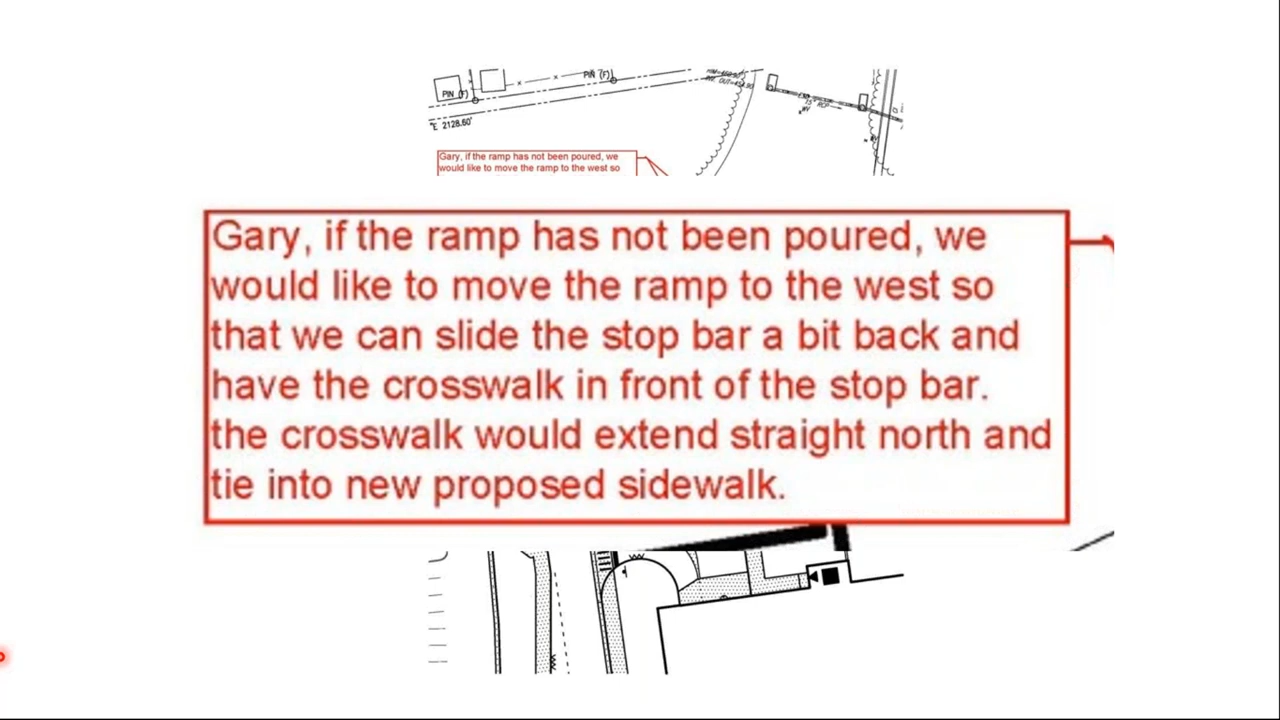 PIN (F)
PIN (F)
15" RCP
°E 2128.60'
Gary, if the ramp has not been poured, we
would like to move the ramp to the west so
Gary, if the ramp has not been poured, we
would like to move the ramp to the west so
that we can slide the stop bar a bit back and
have the crosswalk in front of the stop bar.
the crosswalk would extend straight north and
tie into new proposed sidewalk.